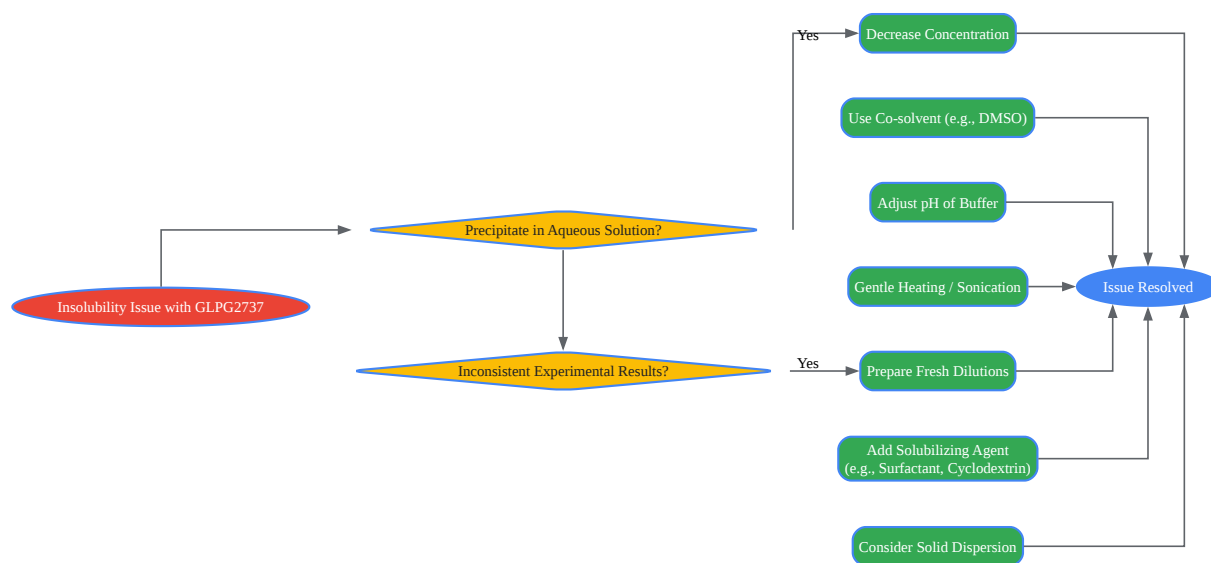 Yes
Decrease Concentration
Use Co-solvent (e.g., DMSO)
Adjust pH of Buffer
Precipitate in Aqueous Solution?
Insolubility Issue with GLPG2737
Gentle Heating / Sonication
Issue Resolved
Inconsistent Experimental Results?
Yes
Prepare Fresh Dilutions
Add Solubilizing Agent
(e.g., Surfactant, Cyclodextrin)
Consider Solid Dispersion